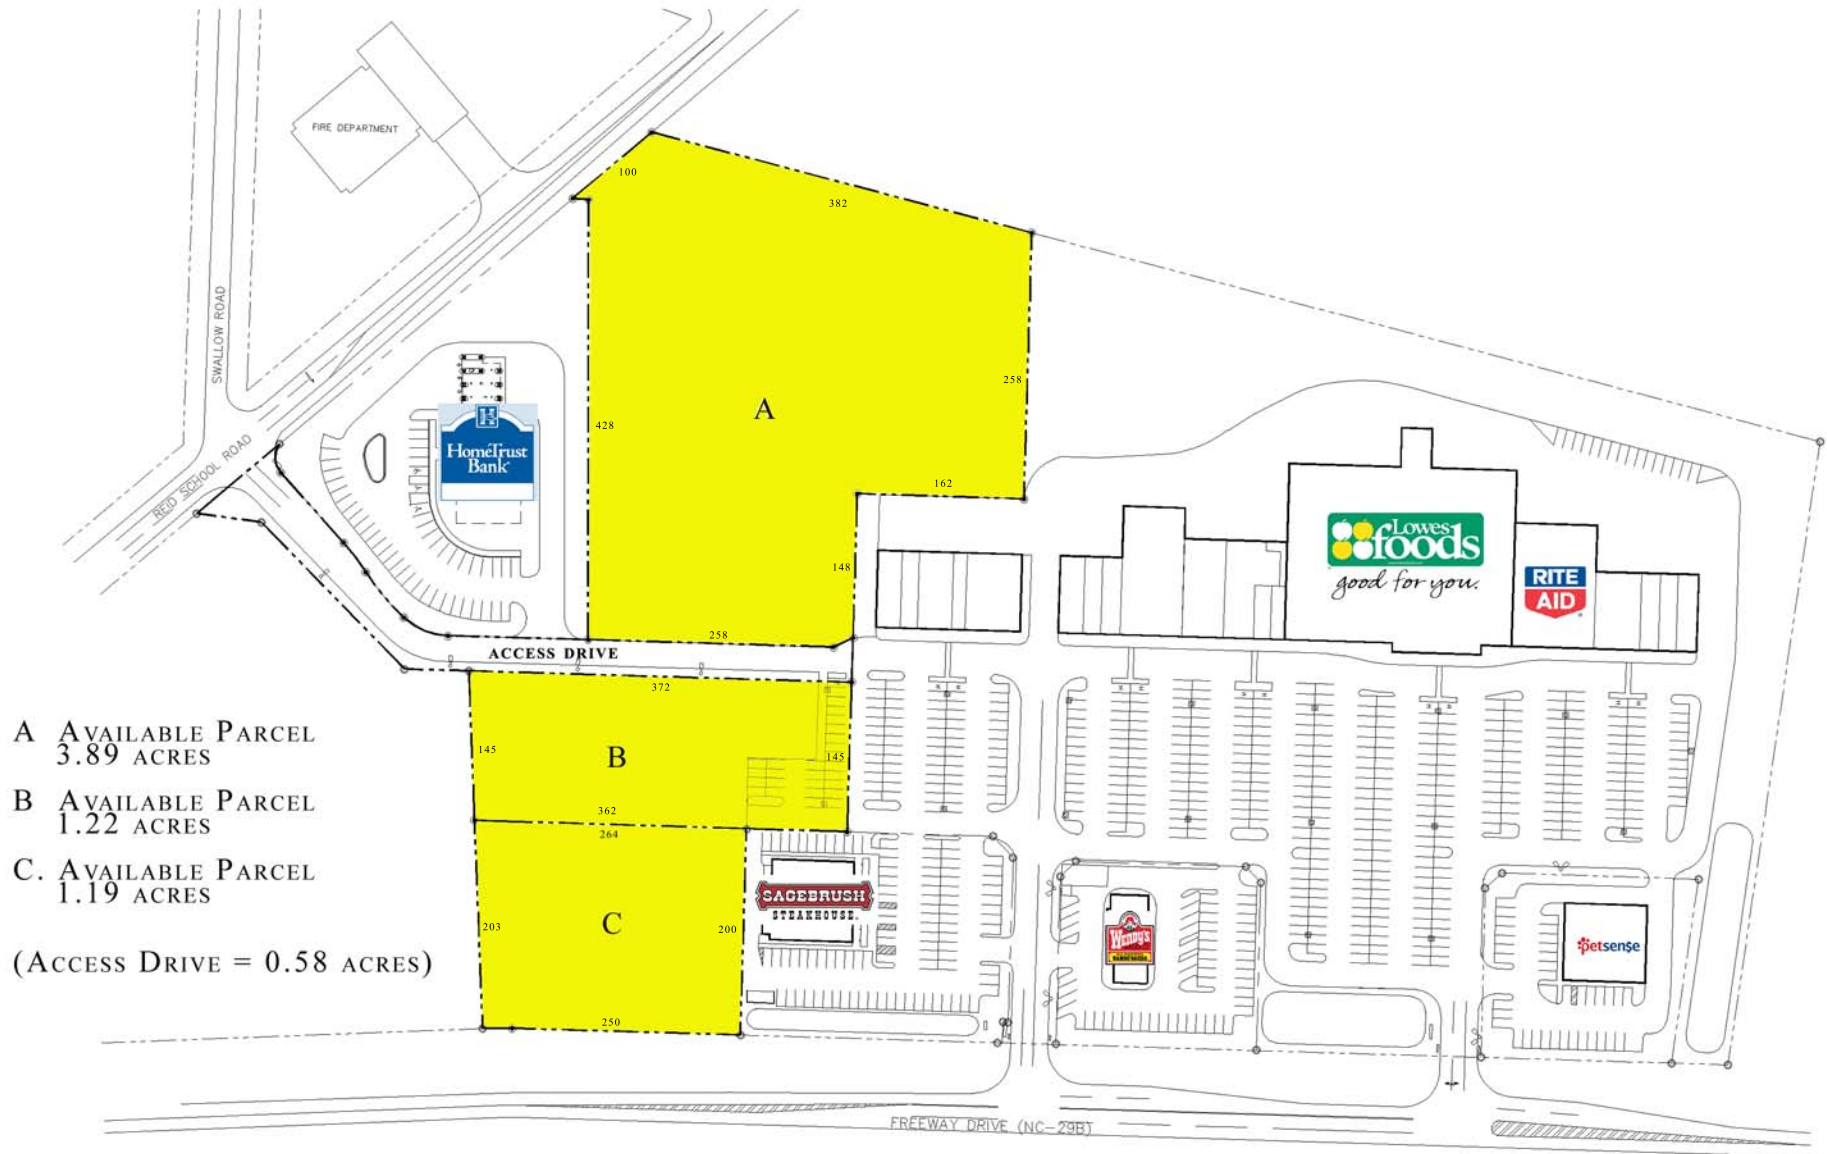 FIRE DEPARTMENT
100
382
SWALLOW ROAD
REID SCHOOL ROAD
H
HomeTrust
Bank
428
A
258
162
148
258
ACCESS DRIVE
Lowes
foods
good for you.
RITE
AID
372
145
B
145
362
264
203
C
200
250
SAGEBRUSH
STEAKHOUSE
Wendy's
petsense
A AVAILABLE PARCEL
3.89 ACRES
B AVAILABLE PARCEL
1.22 ACRES
C. AVAILABLE PARCEL
1.19 ACRES
(ACCESS DRIVE = 0.58 ACRES)
FREEWAY DRIVE (NC-29B)